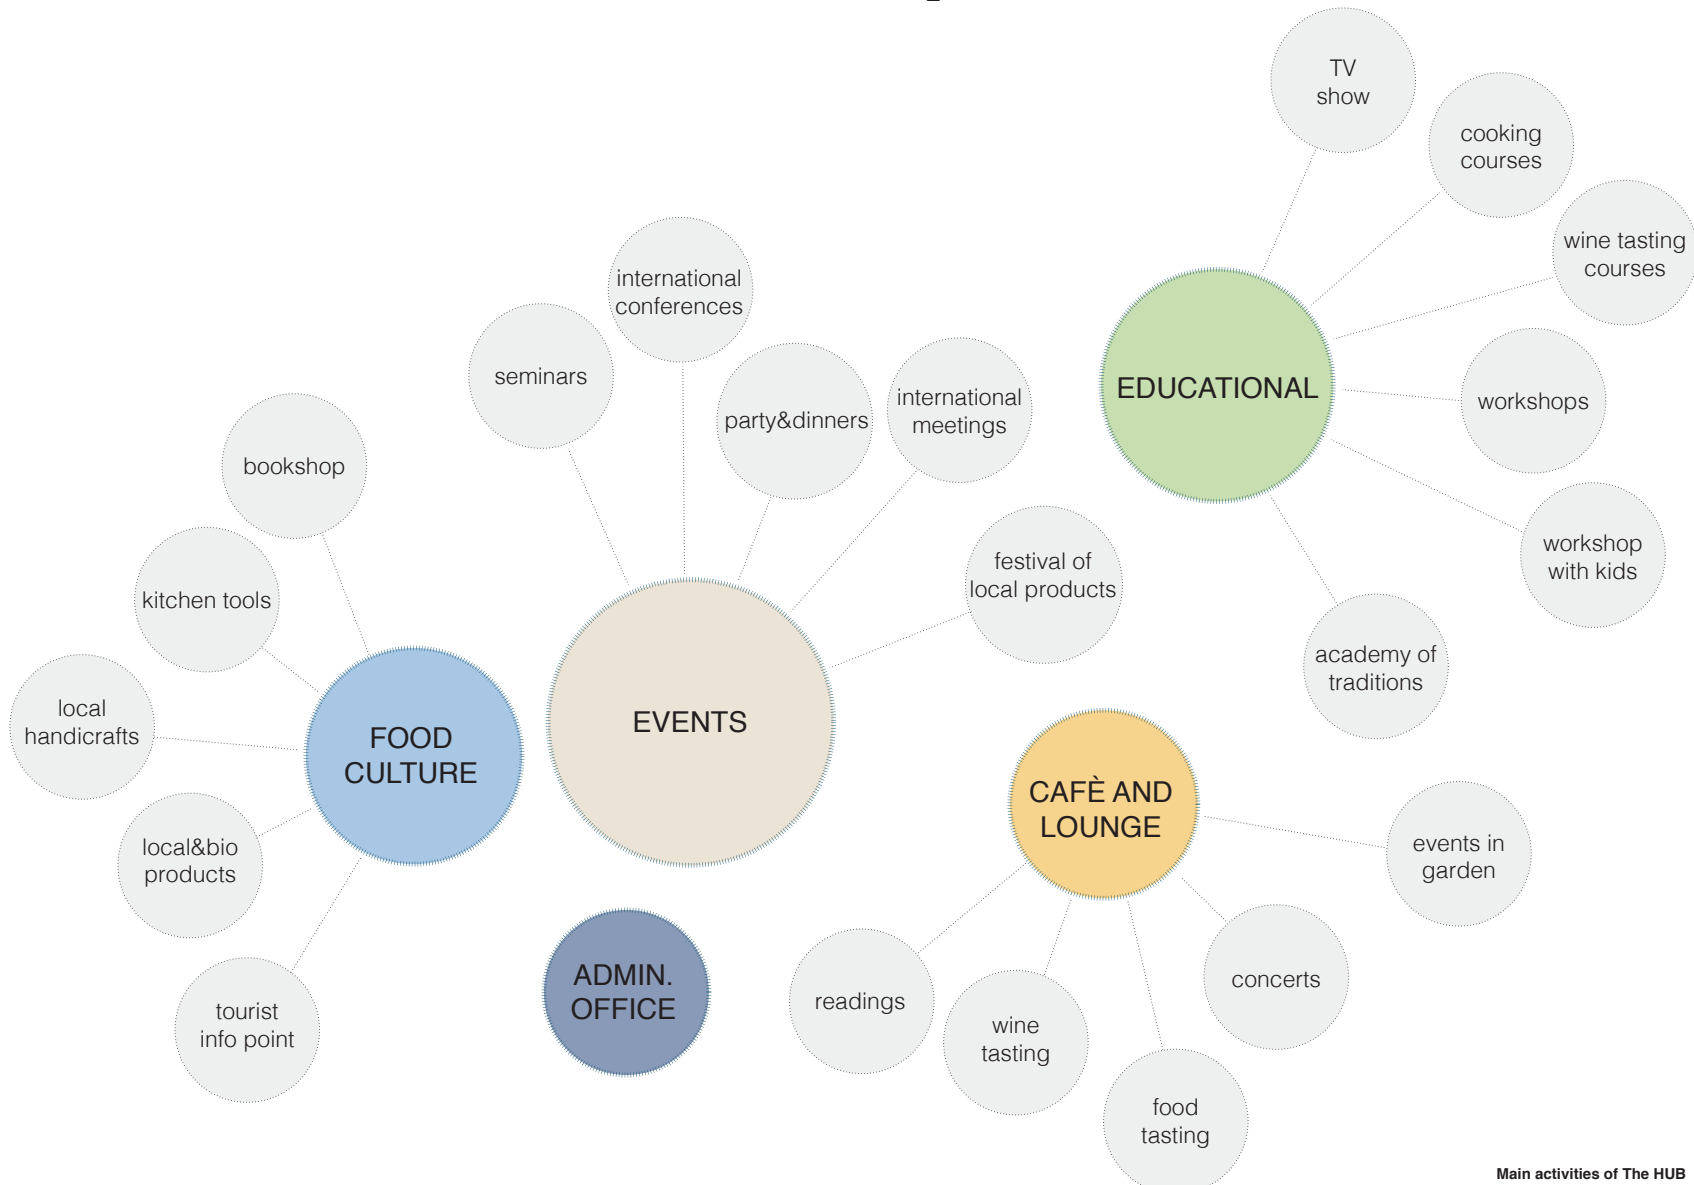 TV
show
cooking
courses
wine tasting
courses
international
conferences
seminars
EDUCATIONAL
international
meetings
party&dinners
workshops
bookshop
festival of
local products
workshop
with kids
kitchen tools
academy of
traditions
local
handicrafts
FOOD
CULTURE
EVENTS
CAFÈ AND
LOUNGE
local&bio
products
events in
garden
ADMIN.
OFFICE
readings
concerts
tourist
info point
wine
tasting
food
tasting
Main activities of The HUB